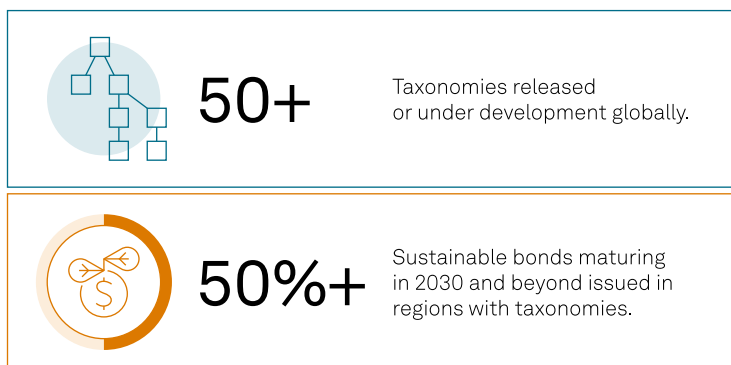 50+
Taxonomies released
or under development globally.
$
50%+
Sustainable bonds maturing
in 2030 and beyond issued in
regions with taxonomies.